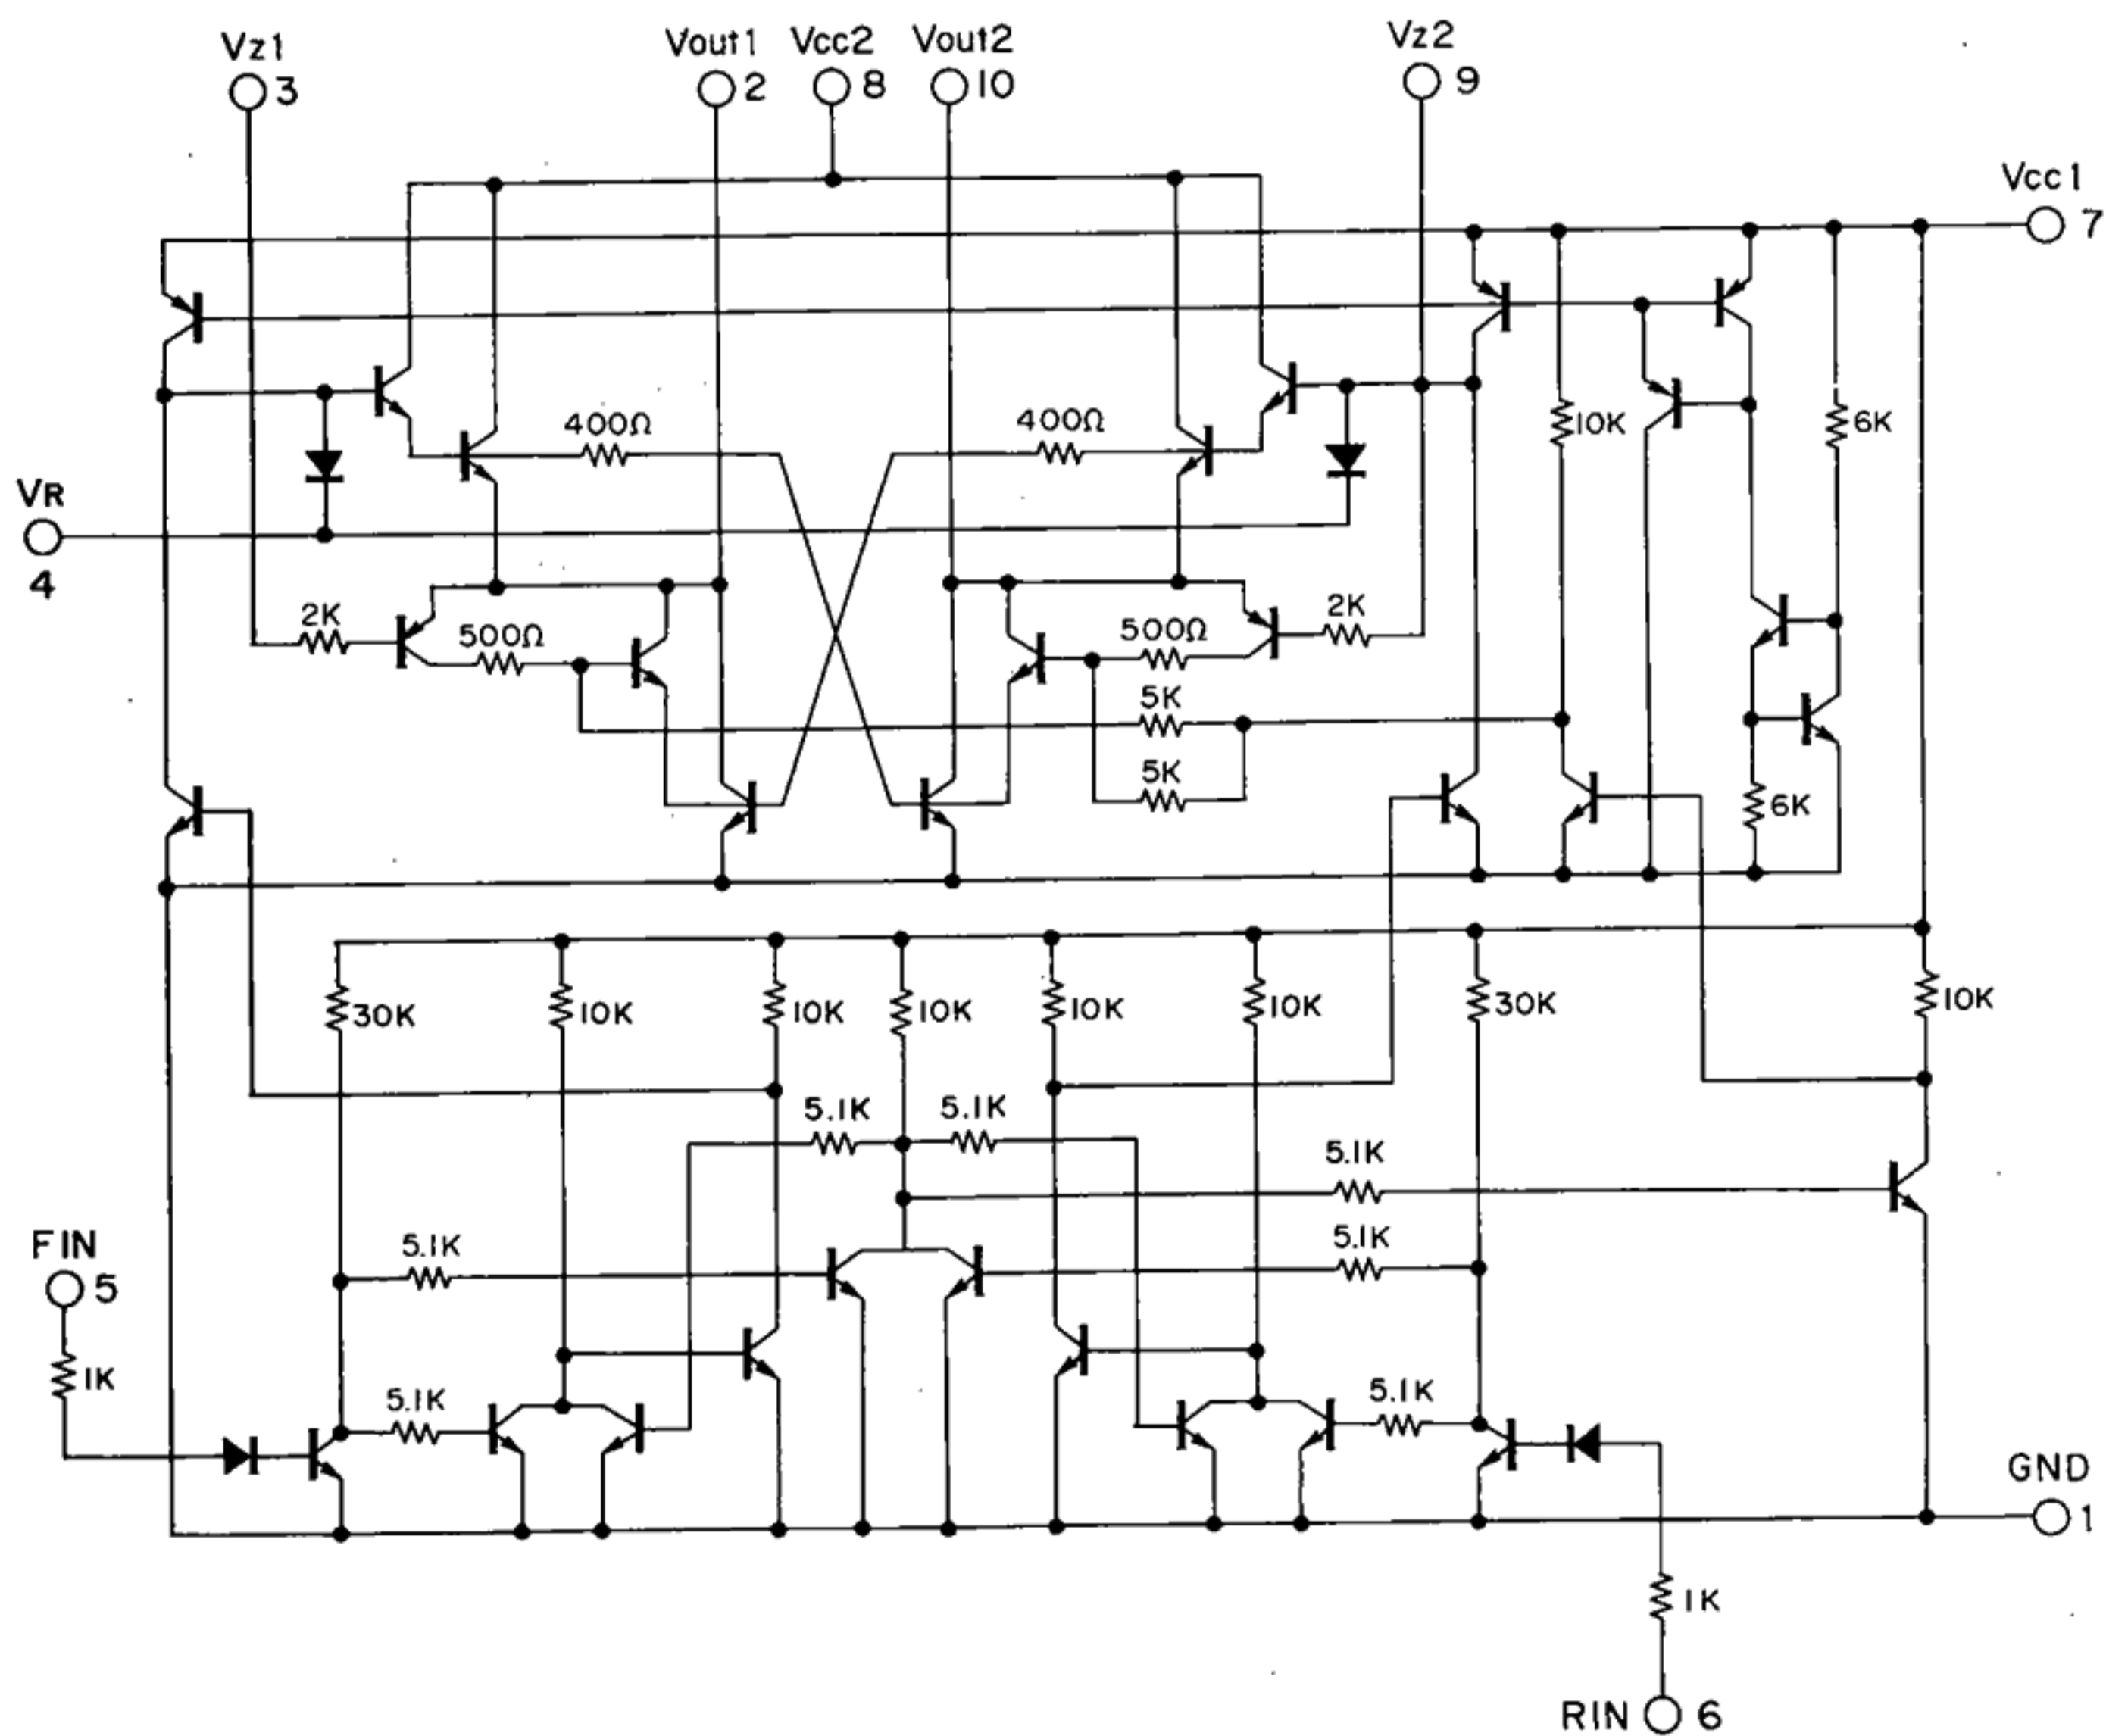 Vz1
3
Vout1
2
Vcc2
8
Vout2
10
Vz2
9
Vcc1
7
VR
4
400Ω
400Ω
10K
6K
2K
500Ω
500Ω
2K
5K
5K
6K
30K
10K
10K
10K
10K
10K
30K
10K
5.1K
5.1K
5.1K
5.1K
5.1K
FIN
5
1K
5.1K
5.1K
GND
1
1K
RIN
6